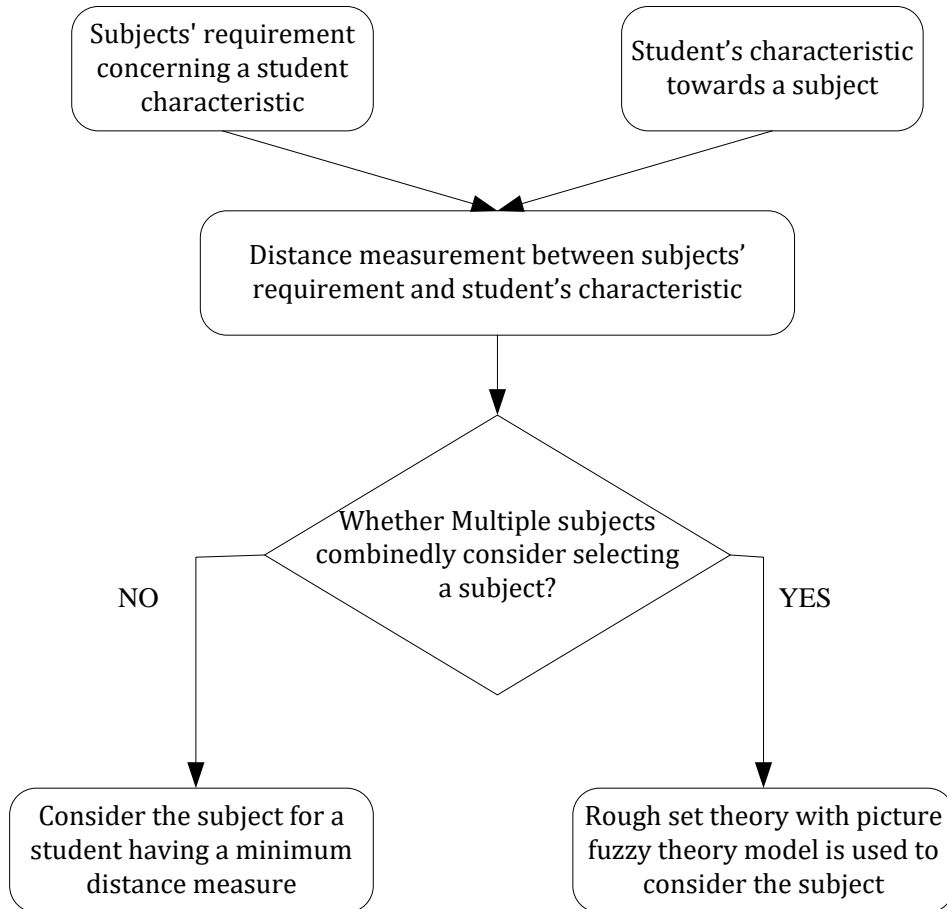 Subjects' requirement
concerning a student
characteristic
Student’s characteristic
towards a subject
Distance measurement between subjects’
requirement and student’s characteristic
Whether Multiple subjects
combinedly consider selecting
a subject?
NO
YES
Consider the subject for a
student having a minimum
distance measure
Rough set theory with picture
fuzzy theory model is used to
consider the subject